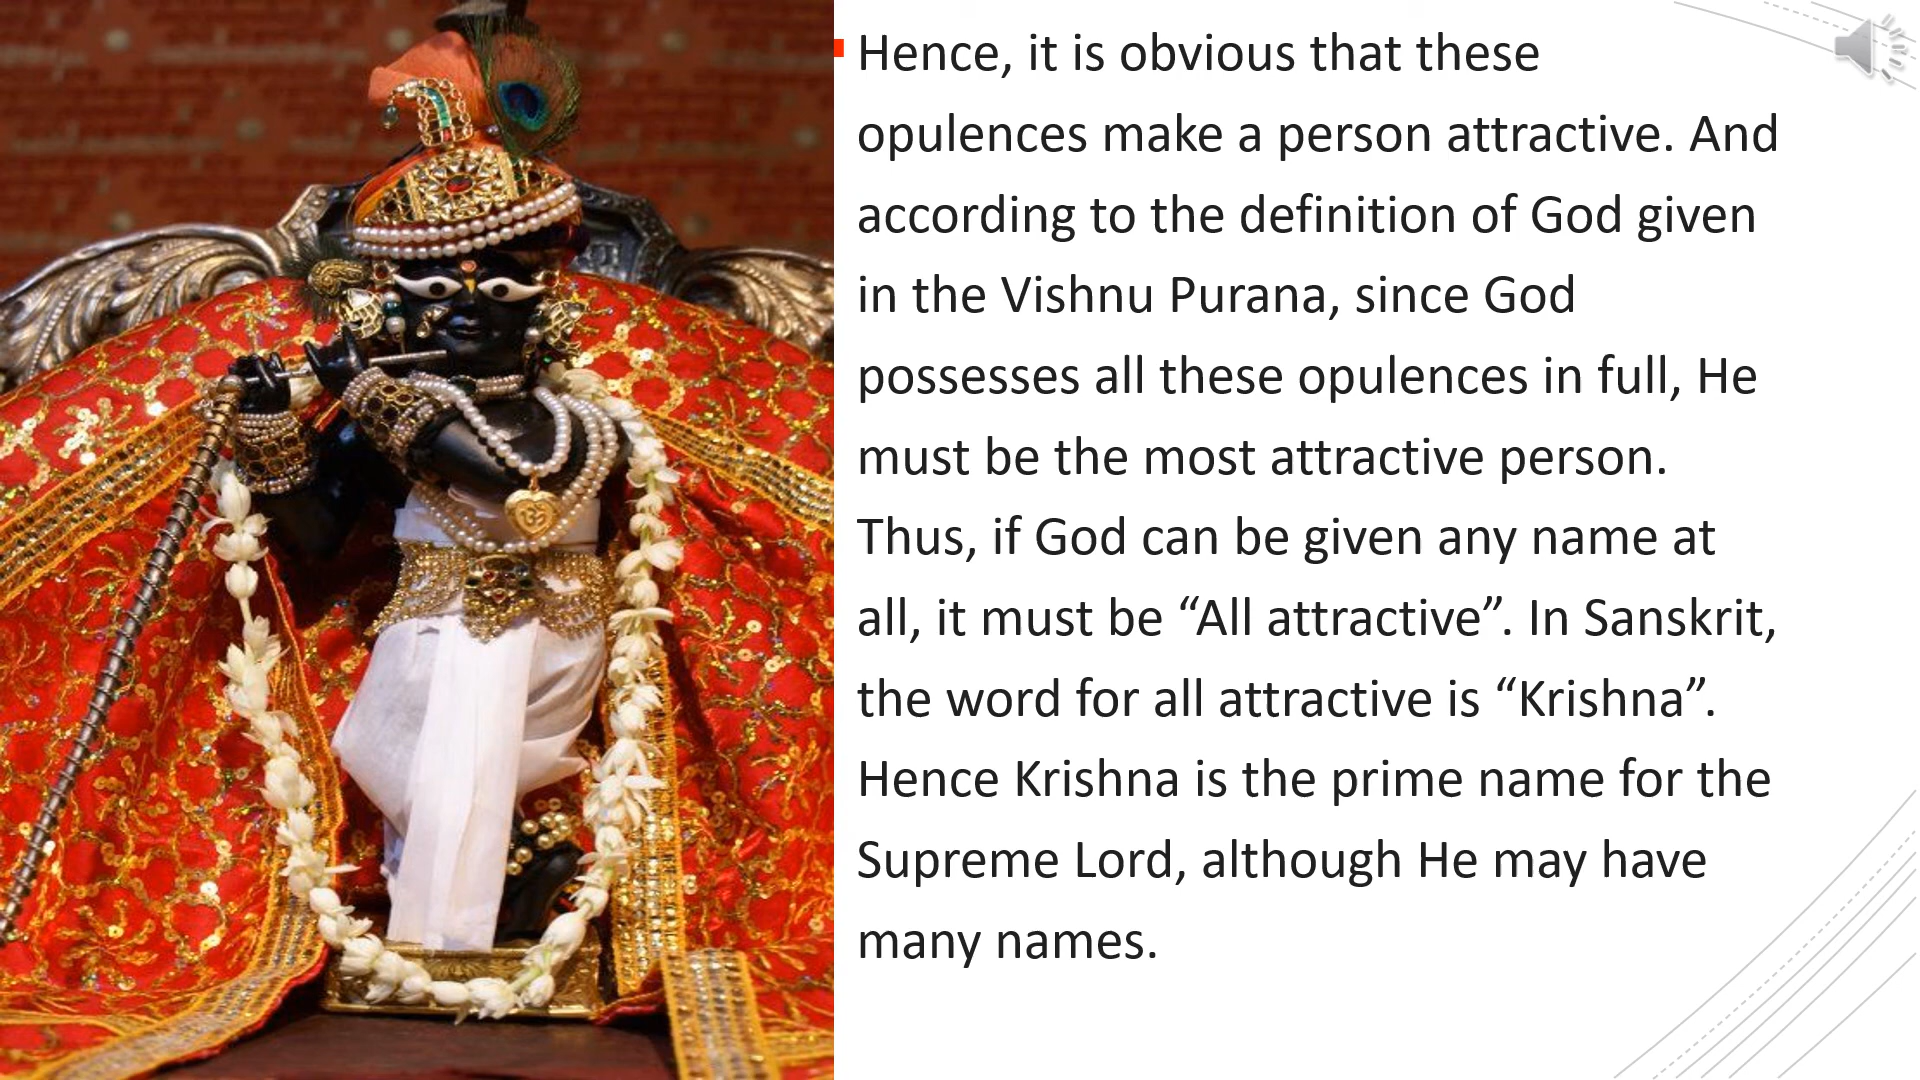 Hence, it is obvious that these
opulences make a person attractive. And
according to the definition of God given
in the Vishnu Purana, since God
possesses all these opulences in full, He
must be the most attractive person.
Thus, if God can be given any name at
all, it must be “All attractive”. In Sanskrit,
the word for all attractive is “Krishna”.
Hence Krishna is the prime name for the
Supreme Lord, although He may have
many names.